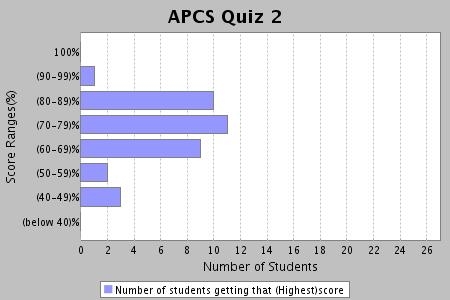 APCS Quiz 2
Score Ranges(%)
100%
(90-99)%
(80-89)%
(70-79)%
(60-69)%
(50-59)%
(40-49)%
(below 40)%
0 2 4 6 8 10 12 14 16 18 20 22 24 26
Number of Students
Number of students getting that (Highest)score